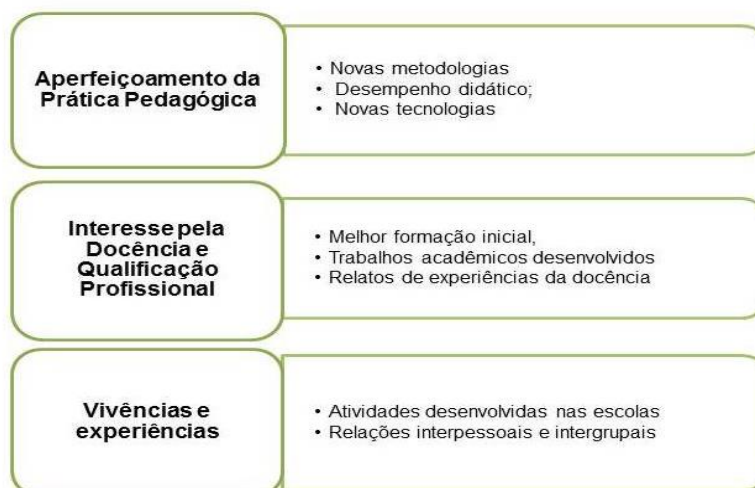 Aperfeiçoamento da
Prática Pedagógica
• Novas metodologias
• Desempenho didático;
• Novas tecnologias
Interesse pela
Docência e
Qualificação
Profissional
• Melhor formação inicial,
• Trabalhos acadêmicos desenvolvidos
• Relatos de experiências da docência
Vivências e
experiências
• Atividades desenvolvidas nas escolas
• Relações interpessoais e intergrupais